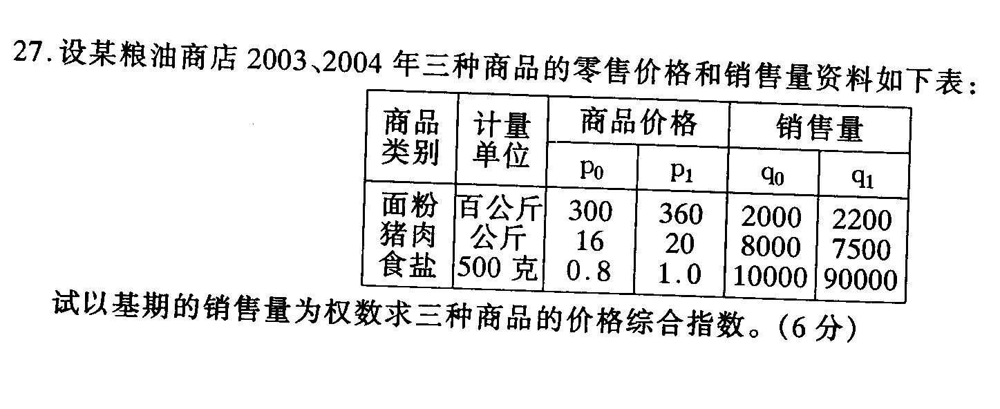 27.设某粮油商店 2003、2004 年三种商品的零售价格和销售量资料如下表：
商品类别 计量单位 商品价格 销售量
p0 p1 q0 q1
面粉 百公斤 300 360 2000 2200
猪肉 公斤 16 20 8000 7500
食盐 500 克 0.8 1.0 10000 90000
试以基期的销售量为权数求三种商品的价格综合指数。(6 分)